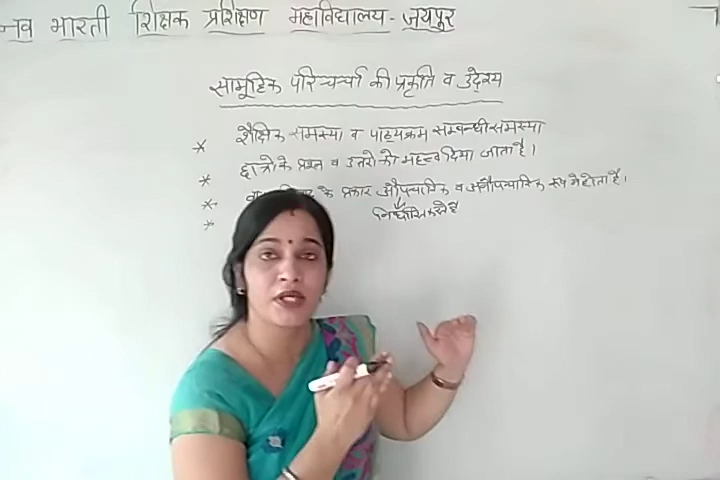 नव भारती शिक्षक प्रशिक्षण महाविद्यालय - जयपुर
सामूहिक परिचर्चा की प्रकृति व उद्देश्य
* शैक्षिक समस्या व पाठ्यक्रम सम्बन्धी समस्या
* छात्रो के प्रश्न व उत्तरो को महत्व दिया जाता है।
* के प्रकार औपचारिक व अनौपचारिक रूप मे होता है।
*